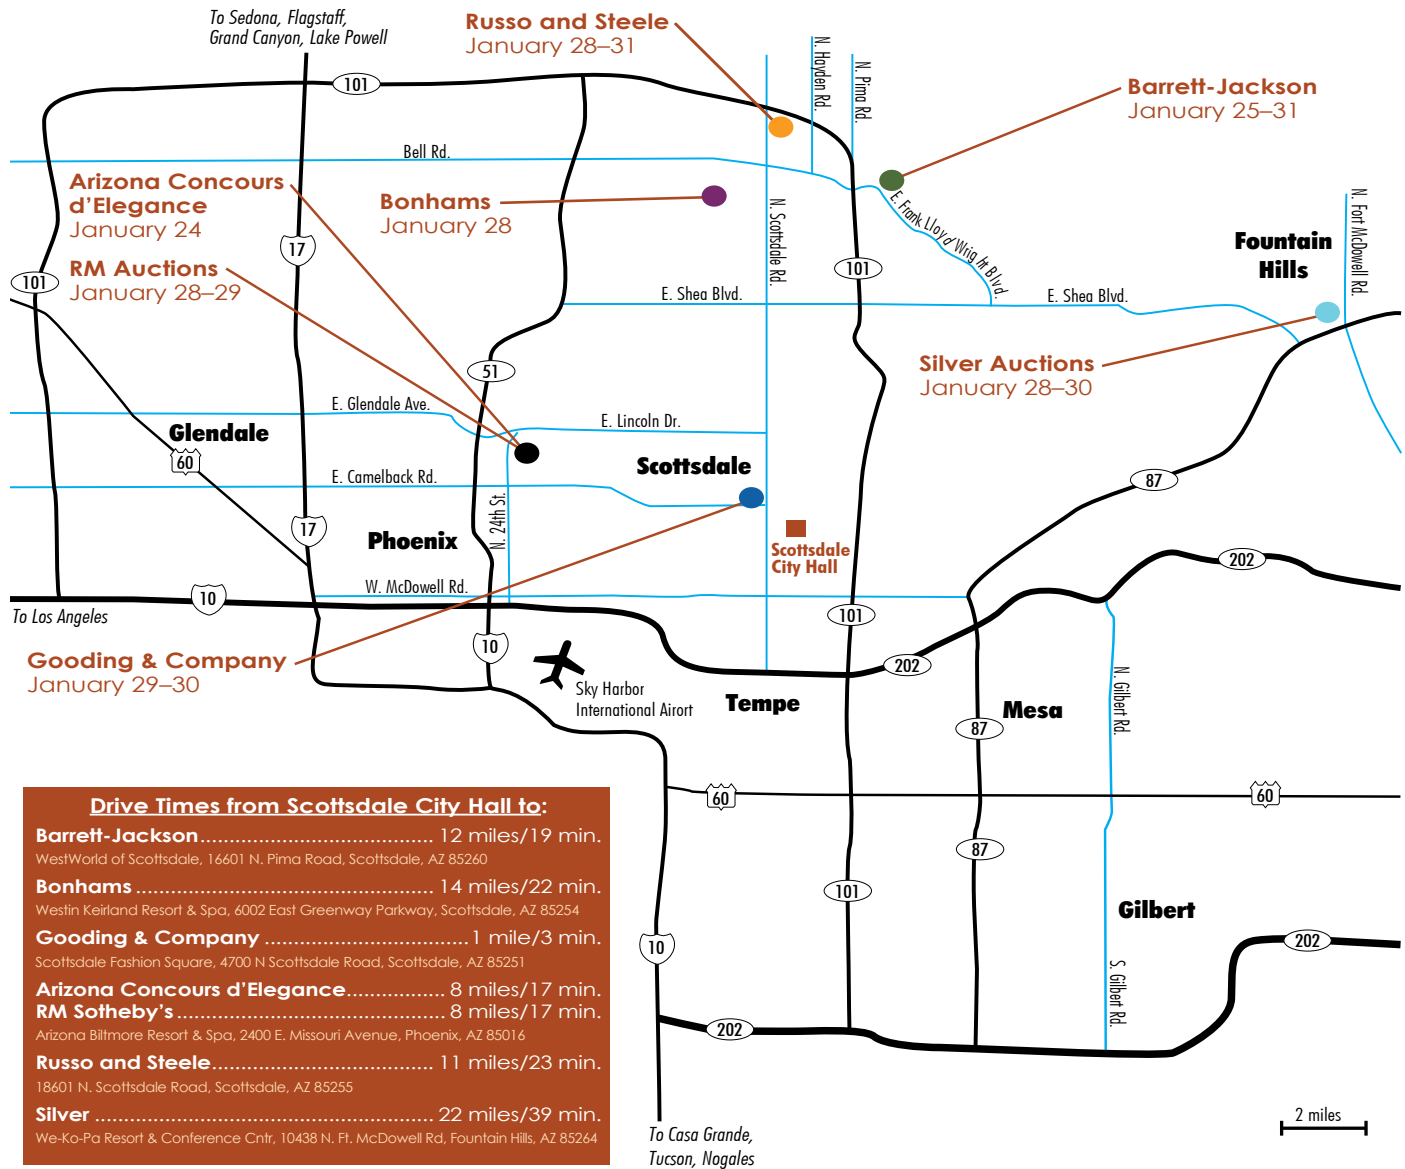 To Sedona, Flagstaff,
Grand Canyon, Lake Powell
Russo and Steele
January 28–31
N. Hayden Rd.
N. Pima Rd.
Barrett-Jackson
January 25–31
101
Bell Rd.
Arizona Concours
d'Elegance
January 24
Bonhams
January 28
N. Scottsdale Rd.
E. Frank Lloyd Wright Blvd.
N. Fort McDowell Rd.
Fountain
Hills
17
RM Auctions
January 28–29
101
101
E. Shea Blvd.
E. Shea Blvd.
Silver Auctions
January 28–30
51
E. Glendale Ave.
E. Lincoln Dr.
Glendale
60
Scottsdale
E. Camelback Rd.
87
N. 24th St.
17
Phoenix
Scottsdale
City Hall
202
W. McDowell Rd.
10
To Los Angeles
101
10
Gooding & Company
January 29–30
202
Sky Harbor
International Airort
Tempe
Mesa
N. Gilbert Rd.
87
60
60
87
101
Gilbert
10
202
S. Gilbert Rd.
202
Drive Times from Scottsdale City Hall to:
Barrett-Jackson.................................. 12 miles/19 min.
WestWorld of Scottsdale, 16601 N. Pima Road, Scottsdale, AZ 85260
Bonhams ........................................... 14 miles/22 min.
Westin Keirland Resort & Spa, 6002 East Greenway Parkway, Scottsdale, AZ 85254
Gooding & Company ..............................1 mile/3 min.
Scottsdale Fashion Square, 4700 N Scottsdale Road, Scottsdale, AZ 85251
Arizona Concours d'Elegance.............. 8 miles/17 min.
RM Sotheby's ....................................... 8 miles/17 min.
Arizona Biltmore Resort & Spa, 2400 E. Missouri Avenue, Phoenix, AZ 85016
Russo and Steele................................. 11 miles/23 min.
18601 N. Scottsdale Road, Scottsdale, AZ 85255
Silver ................................................. 22 miles/39 min.
We-Ko-Pa Resort & Conference Cntr, 10438 N. Ft. McDowell Rd, Fountain Hills, AZ 85264
To Casa Grande,
Tucson, Nogales
2 miles